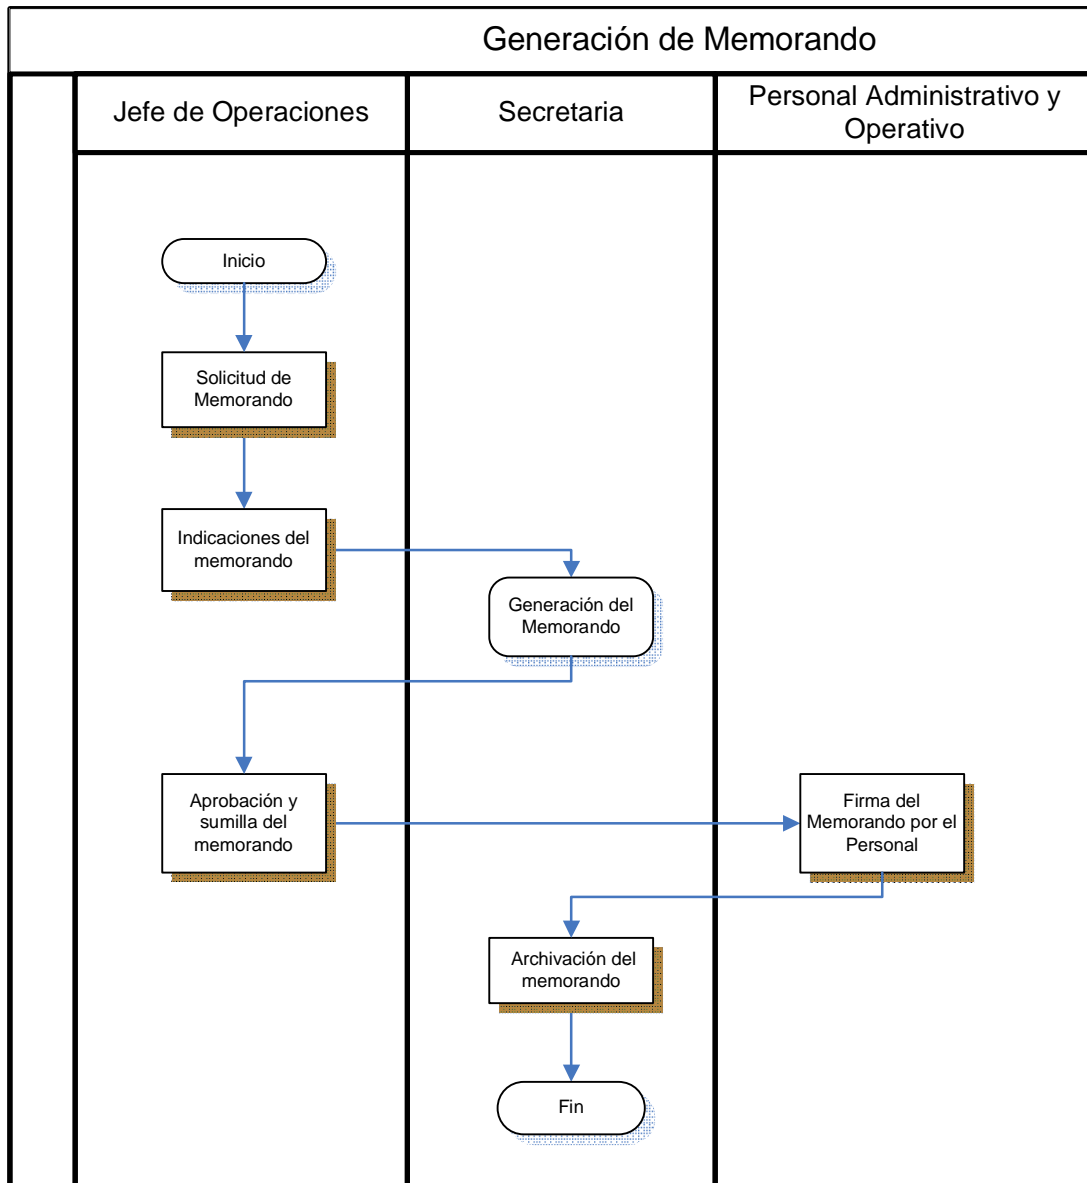 Generación de Memorando
Jefe de Operaciones
Secretaria
Personal Administrativo y
Operativo
Inicio
Solicitud de
Memorando
Indicaciones del
memorando
Generación del
Memorando
Aprobación y
sumilla del
memorando
Firma del
Memorando por el
Personal
Archivación del
memorando
Fin